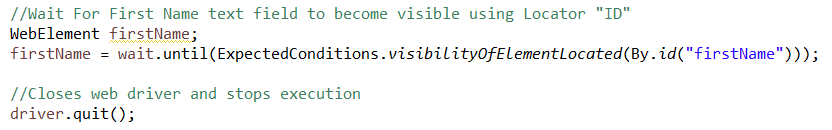 //Wait For First Name text field to become visible using Locator "ID"
WebElement firstName;
firstName = wait.until(ExpectedConditions.visibilityOfElementLocated(By.id("firstName")));
//Closes web driver and stops execution
driver.quit();